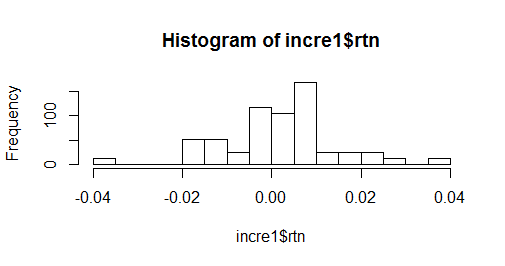 Histogram of incre1$rtn
Frequency
100
0
-0.04 -0.02 0.00 0.02 0.04
incre1$rtn